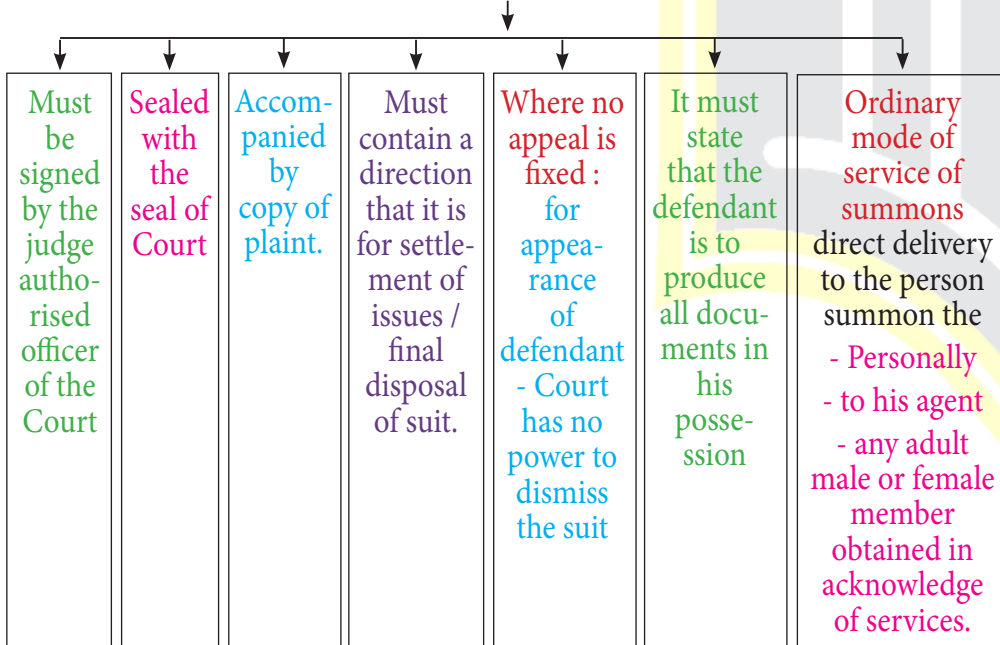 Must
be
signed
by the
judge
autho-
rised
officer
of the
Court
Sealed
with
the
seal of
Court
Accom-
panied
by
copy of
plaint.
Must
contain a
direction
that it is
for settle-
ment of
issues /
final
disposal
of suit.
Where no
appeal is
fixed :
for
appea-
rance
of
defendant
- Court
has no
power to
dismiss
the suit
It must
state
that the
defendant
is to
produce
all docu-
ments in
his
posse-
ssion
Ordinary
mode of
service of
summons
direct delivery
to the person
summon the
- Personally
- to his agent
- any adult
male or female
member
obtained in
acknowledge
of services.